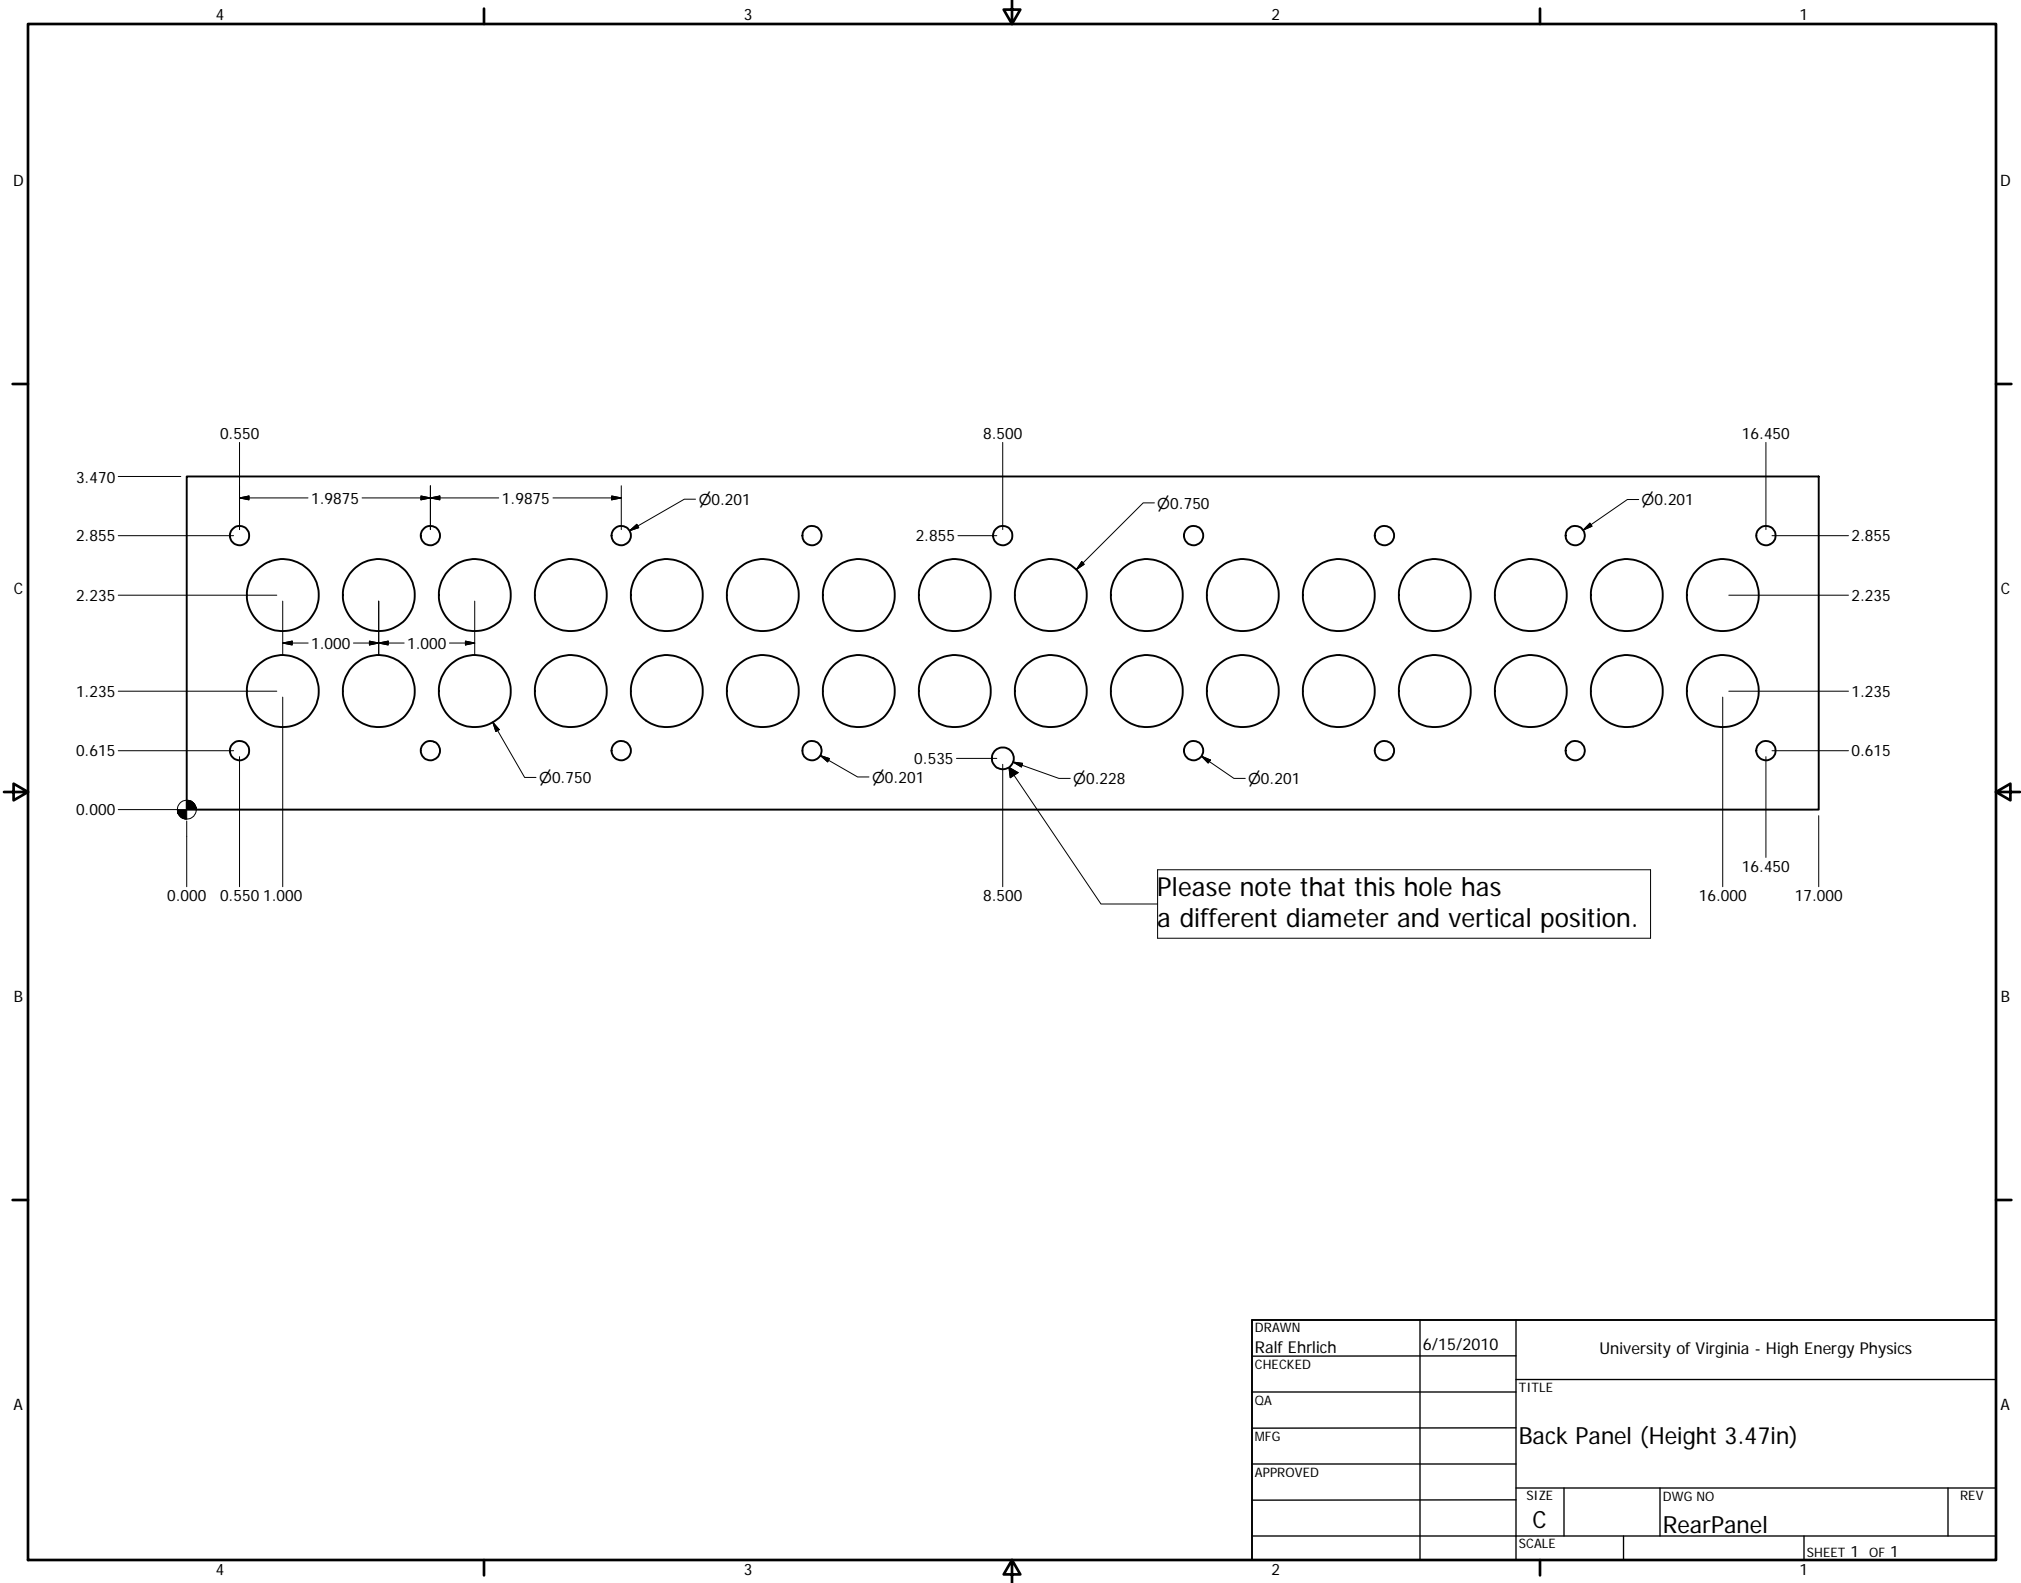 4 3 2 1
D D
0.550 8.500 16.450
3.470
1.9875 1.9875 Ø0.201 Ø0.750 Ø0.201
2.855 2.855 2.855
C C
2.235 2.235
1.000 1.000
1.235 1.235
0.615 0.535 0.615
Ø0.750 Ø0.201 Ø0.228 Ø0.201
0.000
16.450
0.000 0.550 1.000 8.500 16.000 17.000
Please note that this hole has
a different diameter and vertical position.
B B
DRAWN
Ralf Ehrlich 6/15/2010
University of Virginia - High Energy Physics
CHECKED
TITLE
QA
A A
MFG
Back Panel (Height 3.47in)
APPROVED
SIZE DWG NO REV
C RearPanel
SCALE
SHEET 1 OF 1
4 3 2 1